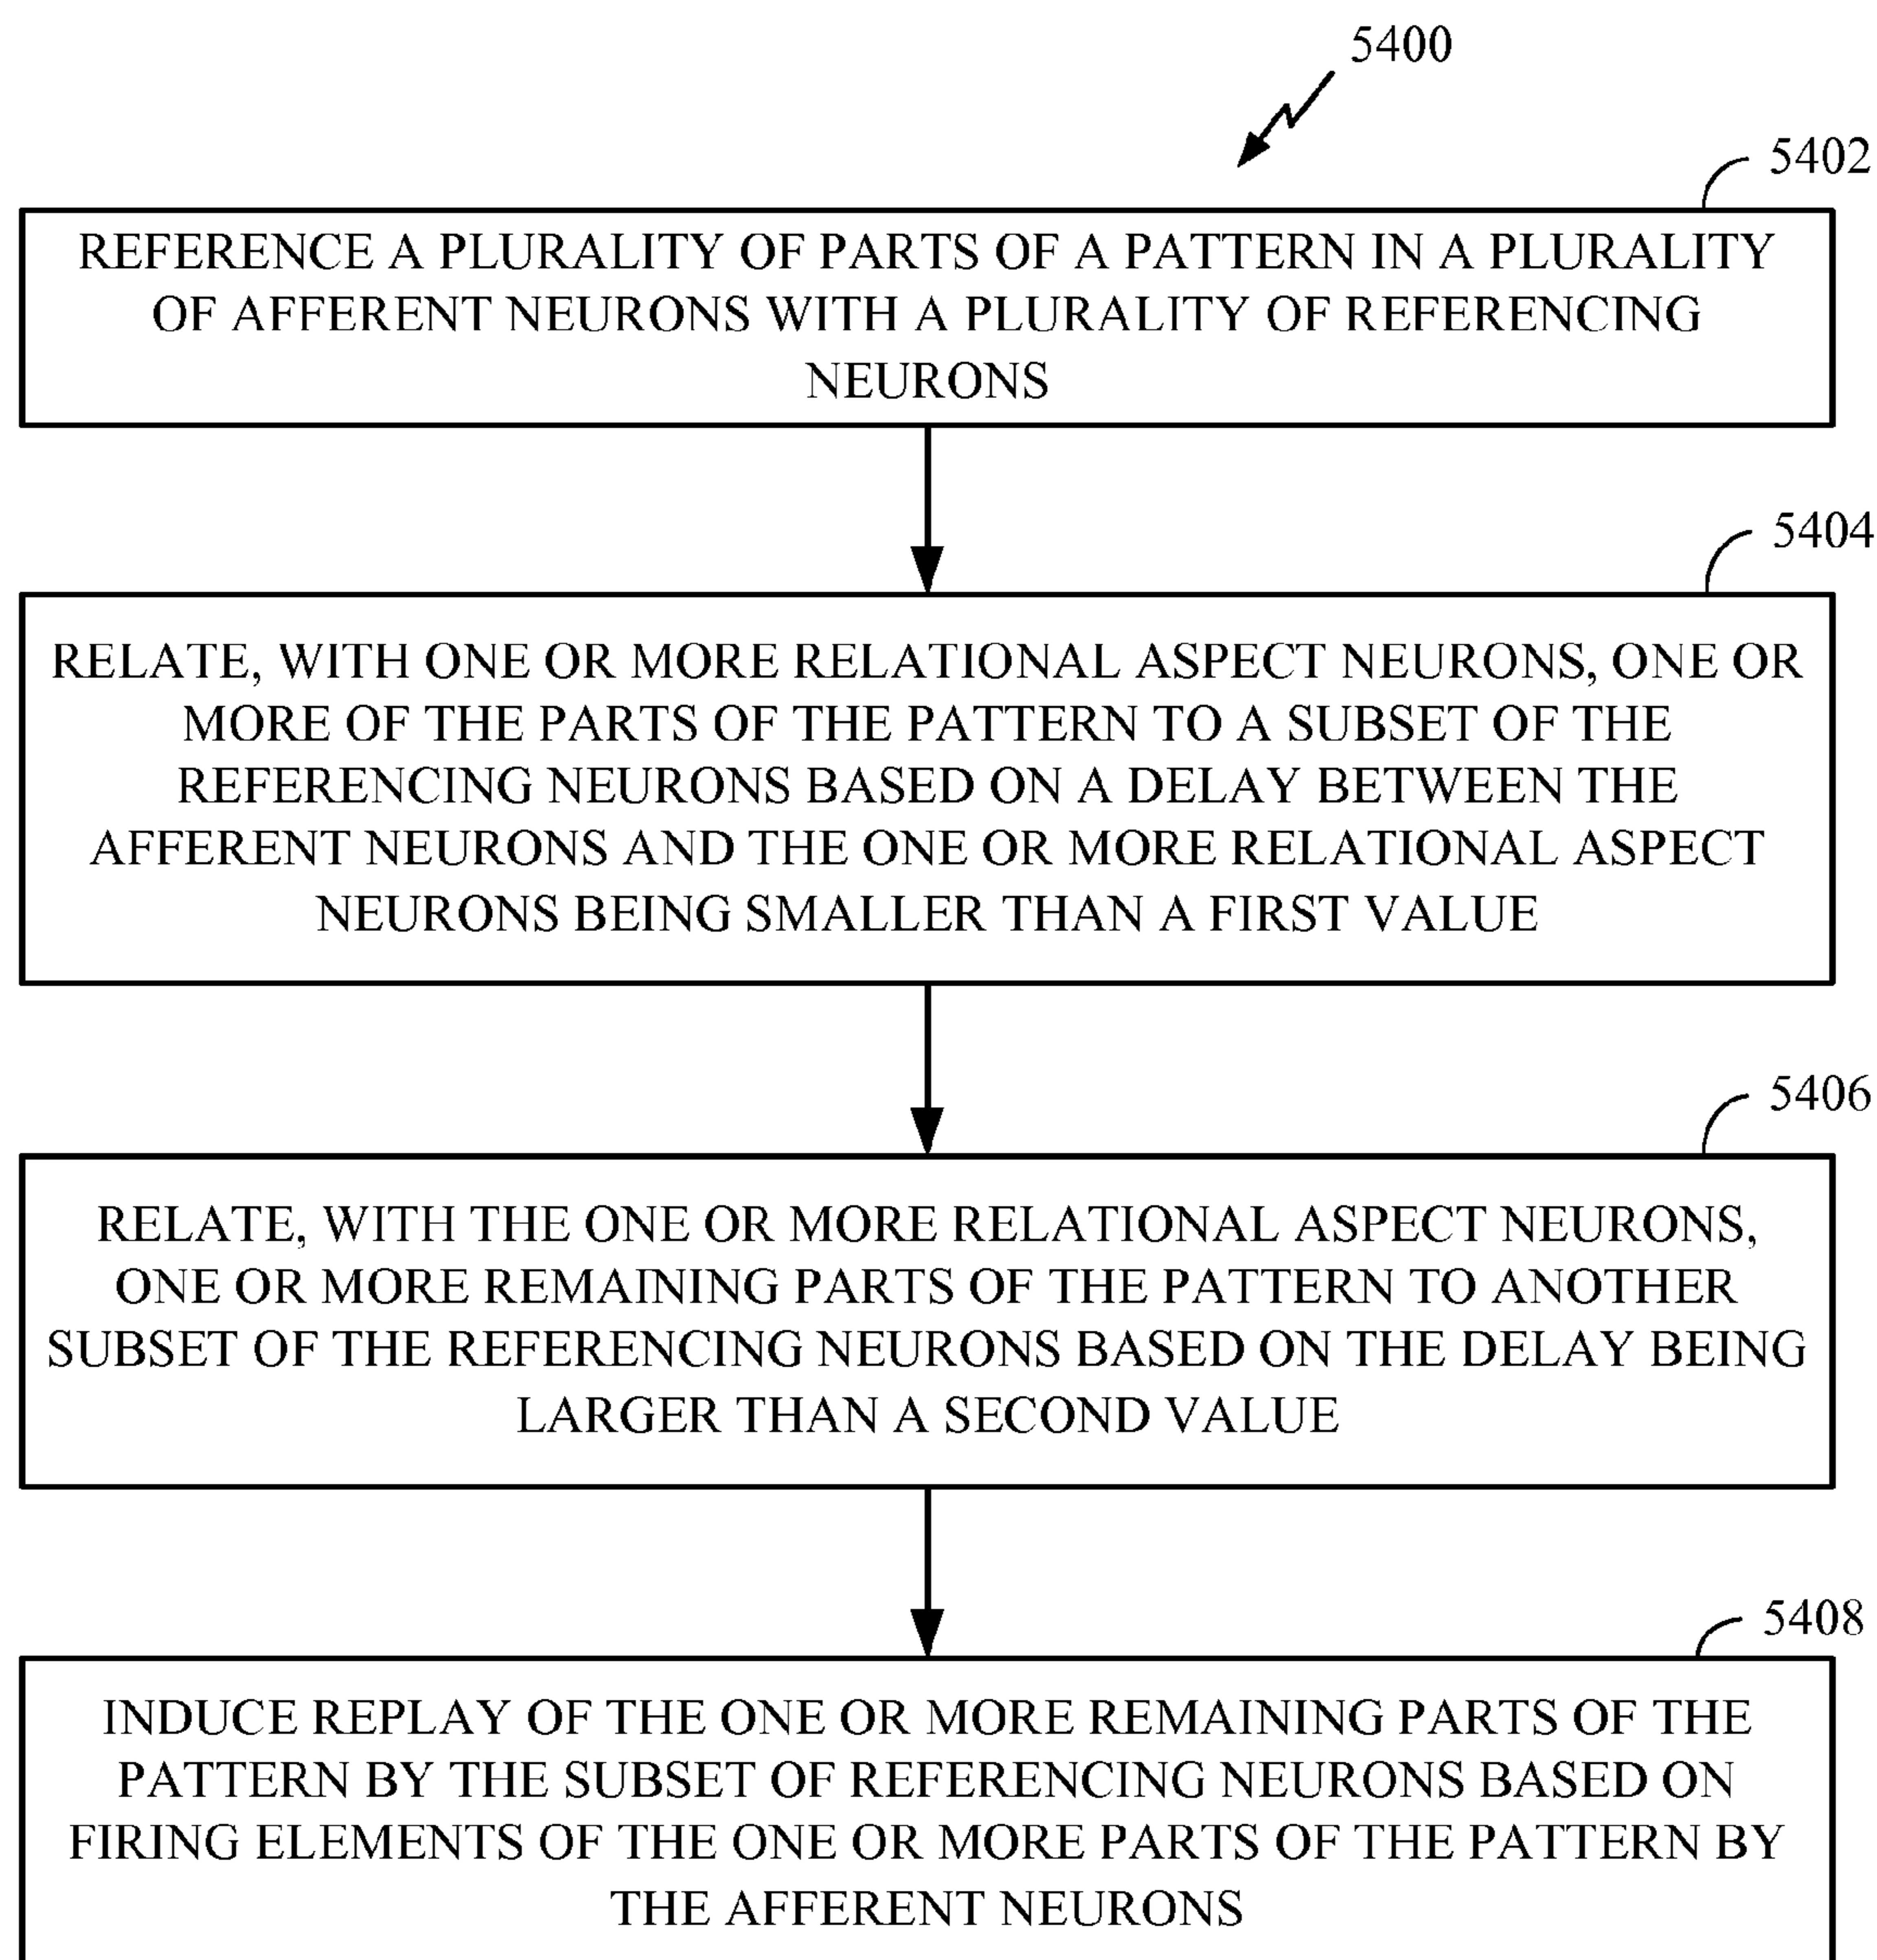 5400
5402
REFERENCE A PLURALITY OF PARTS OF A PATTERN IN A PLURALITY
OF AFFERENT NEURONS WITH A PLURALITY OF REFERENCING
NEURONS
5404
RELATE, WITH ONE OR MORE RELATIONAL ASPECT NEURONS, ONE OR
MORE OF THE PARTS OF THE PATTERN TO A SUBSET OF THE
REFERENCING NEURONS BASED ON A DELAY BETWEEN THE
AFFERENT NEURONS AND THE ONE OR MORE RELATIONAL ASPECT
NEURONS BEING SMALLER THAN A FIRST VALUE
5406
RELATE, WITH THE ONE OR MORE RELATIONAL ASPECT NEURONS,
ONE OR MORE REMAINING PARTS OF THE PATTERN TO ANOTHER
SUBSET OF THE REFERENCING NEURONS BASED ON THE DELAY BEING
LARGER THAN A SECOND VALUE
5408
INDUCE REPLAY OF THE ONE OR MORE REMAINING PARTS OF THE
PATTERN BY THE SUBSET OF REFERENCING NEURONS BASED ON
FIRING ELEMENTS OF THE ONE OR MORE PARTS OF THE PATTERN BY
THE AFFERENT NEURONS